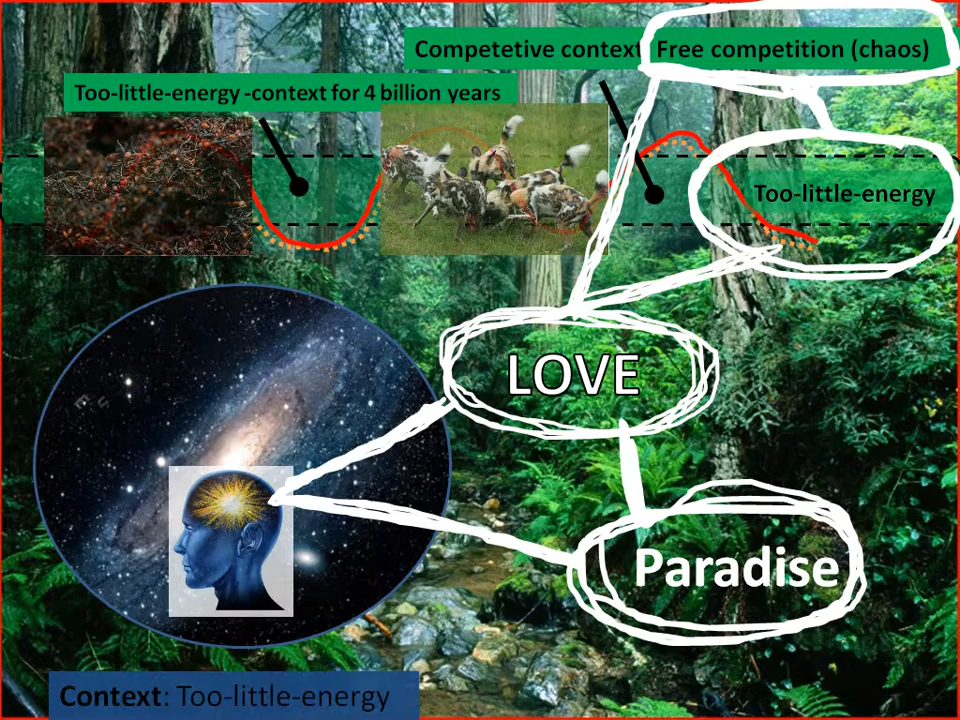 Competetive context
Free competition (chaos)
Too-little-energy -context for 4 billion years
Too-little-energy
LOVE
Paradise
Context: Too-little-energy